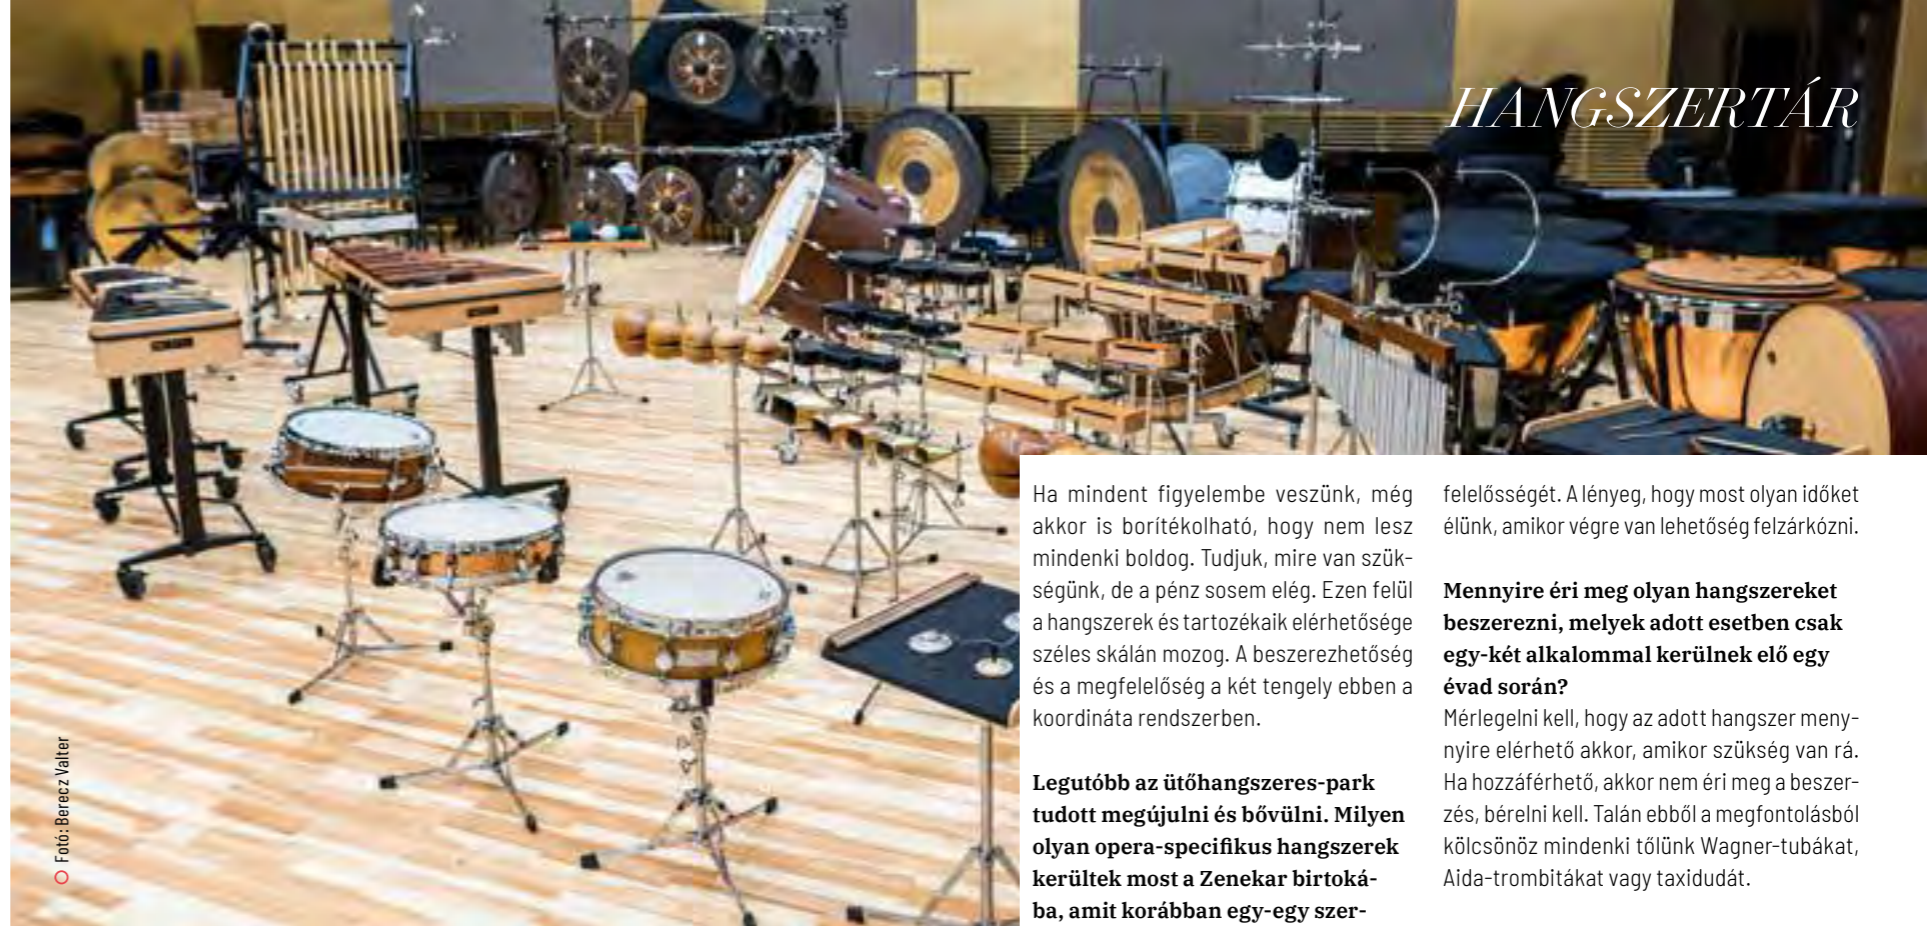 HANGSZERTÁR
Ha mindent figyelembe veszünk, még
akkor is borítékolható, hogy nem lesz
mindenki boldog. Tudjuk, mire van szük-
ségünk, de a pénz sosem elég. Ezen felül
a hangszerek és tartozékaik elérhetősége
széles skálán mozog. A beszerezhetőség
és a megfelelőség a két tengely ebben a
koordináta rendszerben.
Legutóbb az ütőhangszeres-park
tudott megújulni és bővülni. Milyen
olyan opera-specifikus hangszerek
kerültek most a Zenekar birtoká-
ba, amit korábban egy-egy szer-
felelősségét. A lényeg, hogy most olyan időket
élünk, amikor végre van lehetőség felzárkózni.
Mennyire éri meg olyan hangszereket
beszerezni, melyek adott esetben csak
egy-két alkalommal kerülnek elő egy
évad során?
Mérlegelni kell, hogy az adott hangszer meny-
nyire elérhető akkor, amikor szükség van rá.
Ha hozzáférhető, akkor nem éri meg a beszer-
zés, bérelni kell. Talán ebből a megfontolásból
kölcsönöz mindenki tőlünk Wagner-tubákat,
Aida-trombitákat vagy taxidudát.
Fotó: Berecz Valter